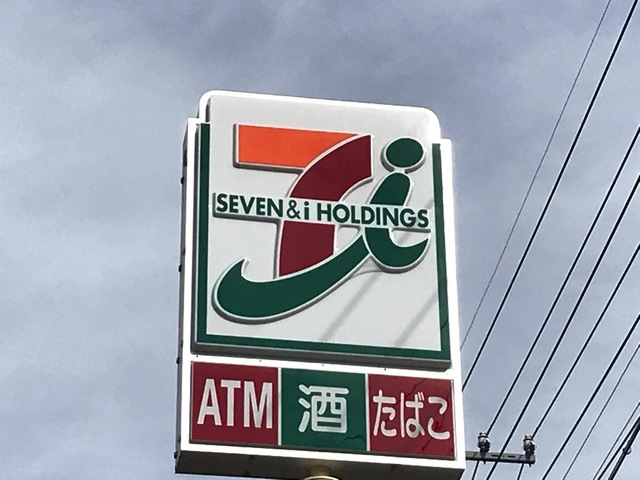 SEVEN & i HOLDINGS
ATM 酒 たばこ